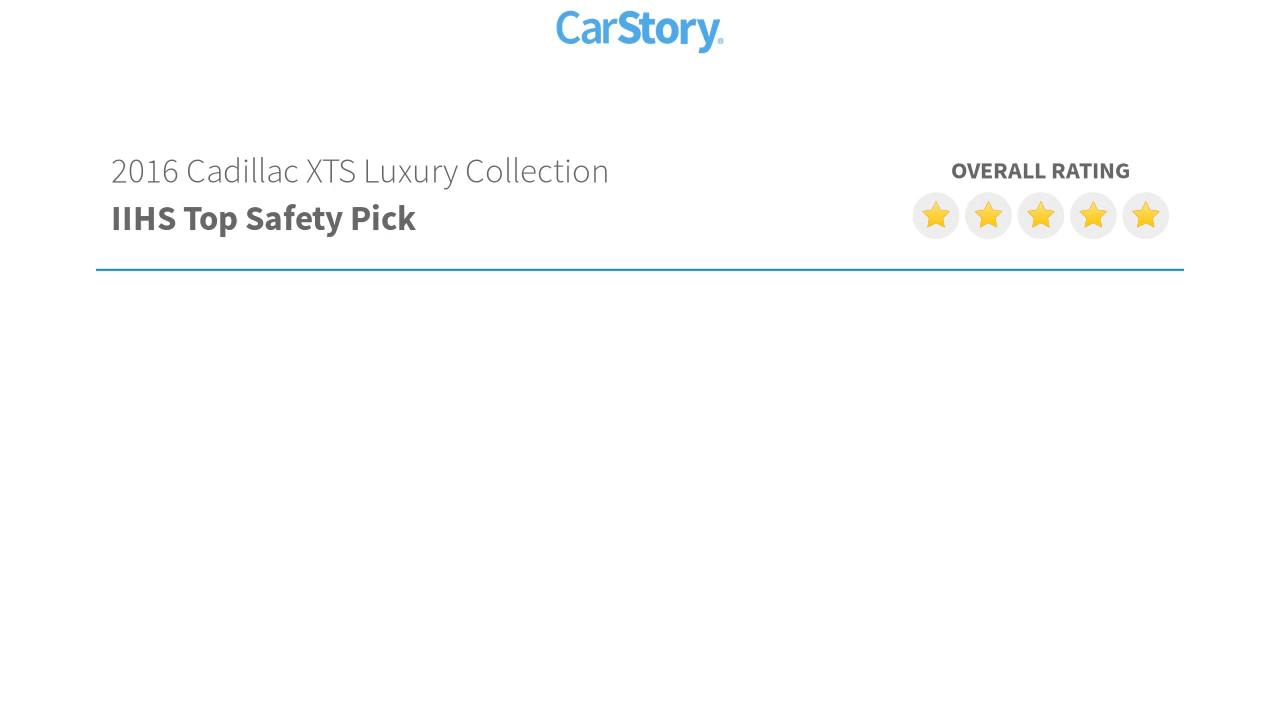 CarStory®
2016 Cadillac XTS Luxury Collection
IIHS Top Safety Pick
OVERALL RATING